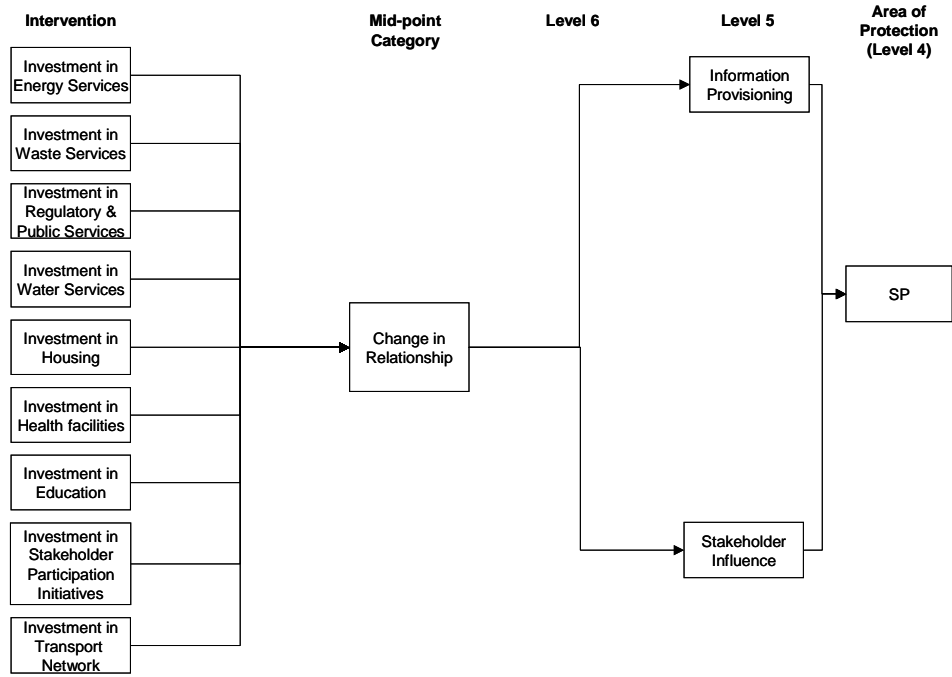 Intervention
Mid-point
Category
Level 6
Level 5
Area of
Protection
(Level 4)
Investment in
Energy Services
Investment in
Waste Services
Investment in
Regulatory &
Public Services
Investment in
Water Services
Investment in
Housing
Investment in
Health facilities
Investment in
Education
Investment in
Stakeholder
Participation
Initiatives
Investment in
Transport
Network
Change in
Relationship
Information
Provisioning
Stakeholder
Influence
SP